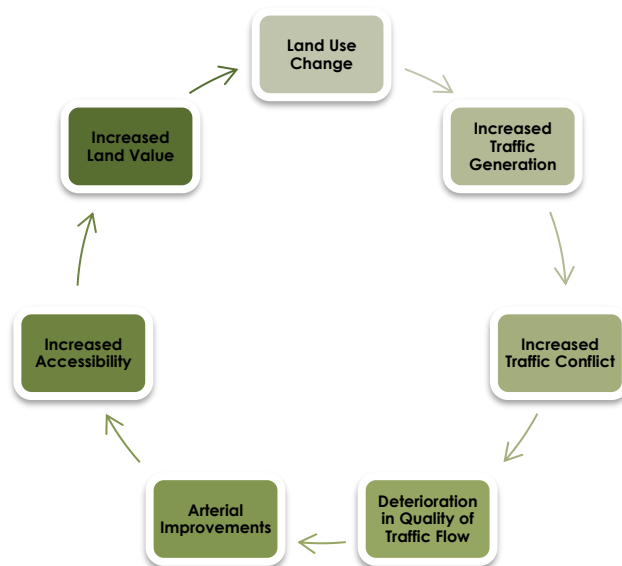 Land Use
Change
Increased
Traffic
Generation
Increased
Traffic Conflict
Deterioration
in Quality of
Traffic Flow
Arterial
Improvements
Increased
Accessibility
Increased
Land Value